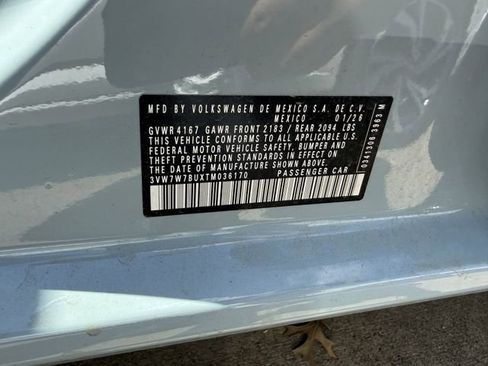 MFD BY VOLKSWAGEN DE MEXICO S.A. DE C.V.
MEXICO 01/26
GVWR 4167 GAWR FRONT 2183 / REAR 2094 LBS
THIS VEHICLE CONFORMS TO ALL APPLICABLE U.S.
FEDERAL MOTOR VEHICLE SAFETY, BUMPER, AND
THEFT PREVENTION STANDARDS IN EFFECT ON
THE DATE OF MANUFACTURE SHOWN ABOVE.
3VW7W7BUXTM036170 PASSENGER CAR
3341306 3963 M